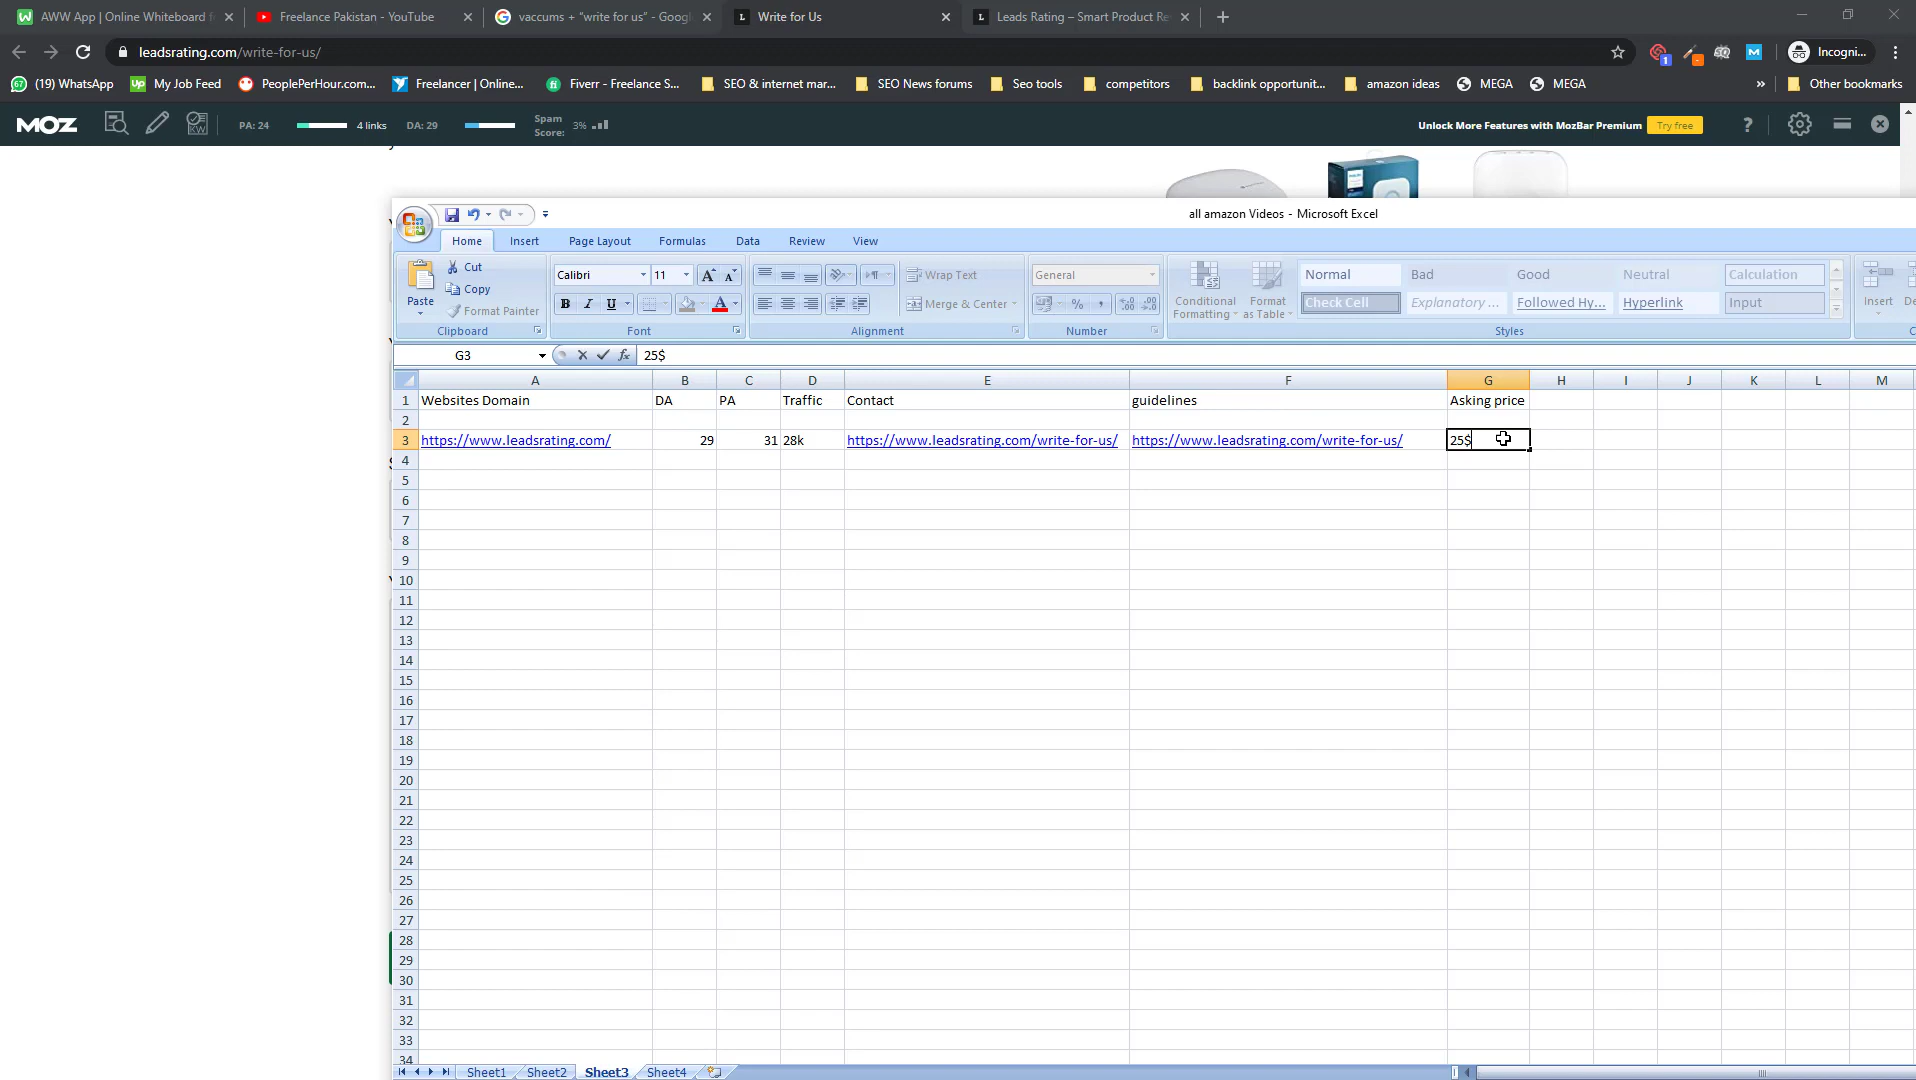 AWW App | Online Whiteboard f
Freelance Pakistan - YouTube
vaccums + "write for us" - Googl
Write for Us
Leads Rating – Smart Product Re
leadsrating.com/write-for-us/
Incogni...
(19) WhatsApp
My Job Feed
PeoplePerHour.com...
Freelancer | Online...
Fiverr - Freelance S...
SEO & internet mar...
SEO News forums
Seo tools
competitors
backlink opportunit...
amazon ideas
MEGA
MEGA
Other bookmarks
MOZ
PA: 24
4 links
DA: 29
Spam Score: 3%
Unlock More Features with MozBar Premium
Try free
all amazon Videos - Microsoft Excel
Home Insert Page Layout Formulas Data Review View
Paste
Cut
Copy
Format Painter
Calibri 11
B I U
Wrap Text
Merge & Center
General
Conditional Formatting
Format as Table
Normal Bad Good Neutral Calculation
Check Cell Explanatory ... Followed Hy... Hyperlink Input
Insert
Clipboard Font Alignment Number Styles
G3 fx 25$
A B C D E F G H I J K L M
1 Websites Domain DA PA Traffic Contact guidelines Asking price
2
3 https://www.leadsrating.com/ 29 31 28k https://www.leadsrating.com/write-for-us/ https://www.leadsrating.com/write-for-us/ 25$
4
5
6
7
8
9
10
11
12
13
14
15
16
17
18
19
20
21
22
23
24
25
26
27
28
29
30
31
32
33
34
Sheet1 Sheet2 Sheet3 Sheet4